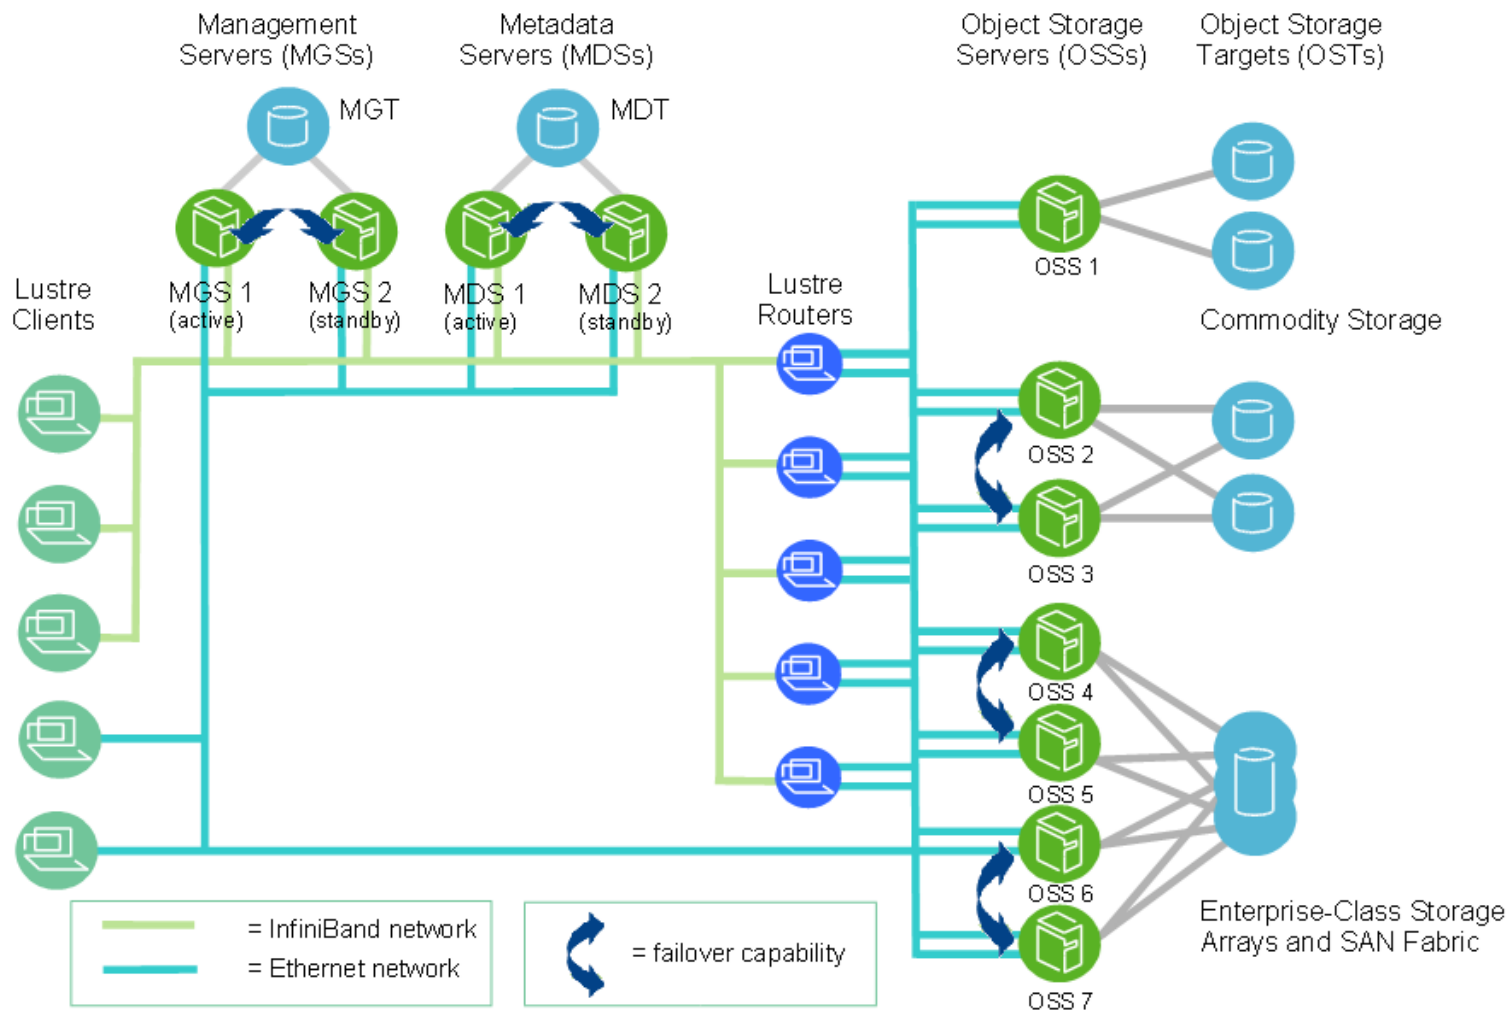 Management
Servers (MGSs)
Metadata
Servers (MDSs)
Object Storage
Servers (OSSs)
Object Storage
Targets (OSTs)
MGT
MDT
MGS 1
(active)
MGS 2
(standby)
MDS 1
(active)
MDS 2
(standby)
Lustre
Clients
Lustre
Routers
OSS 1
Commodity Storage
OSS 2
OSS 3
OSS 4
OSS 5
OSS 6
OSS 7
Enterprise-Class Storage
Arrays and SAN Fabric
= InfiniBand network
= Ethernet network
= failover capability